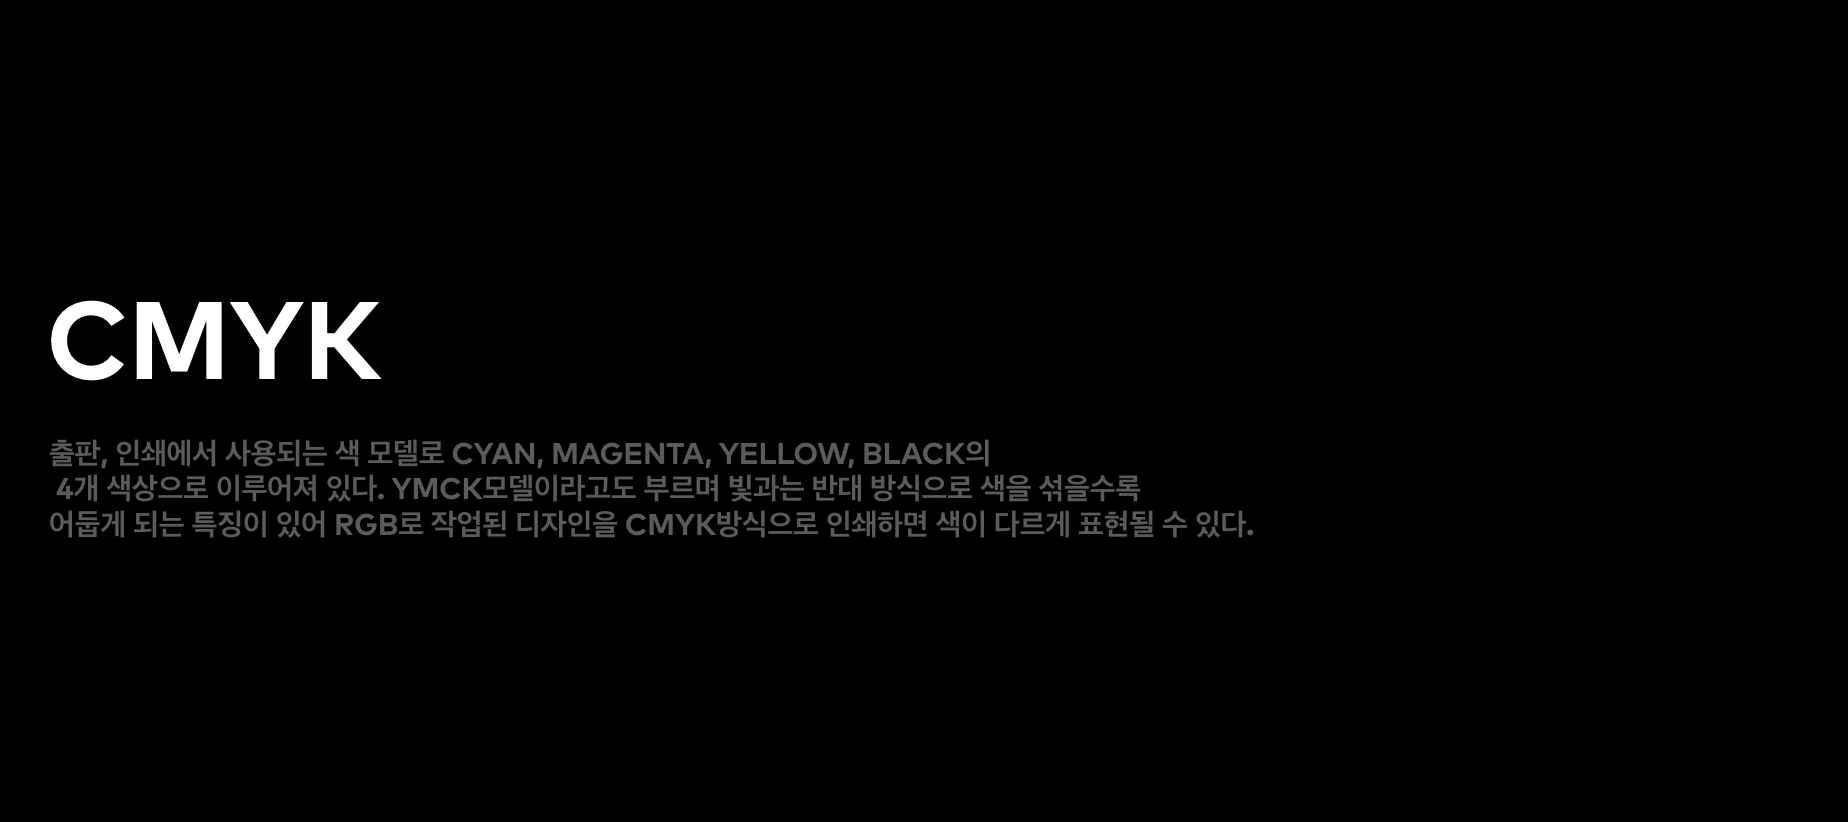 CMYK
출판, 인쇄에서 사용되는 색 모델로 CYAN, MAGENTA, YELLOW, BLACK의
4개 색상으로 이루어져 있다. YMCK모델이라고도 부르며 빛과는 반대 방식으로 색을 섞을수록
어둡게 되는 특징이 있어 RGB로 작업된 디자인을 CMYK방식으로 인쇄하면 색이 다르게 표현될 수 있다.